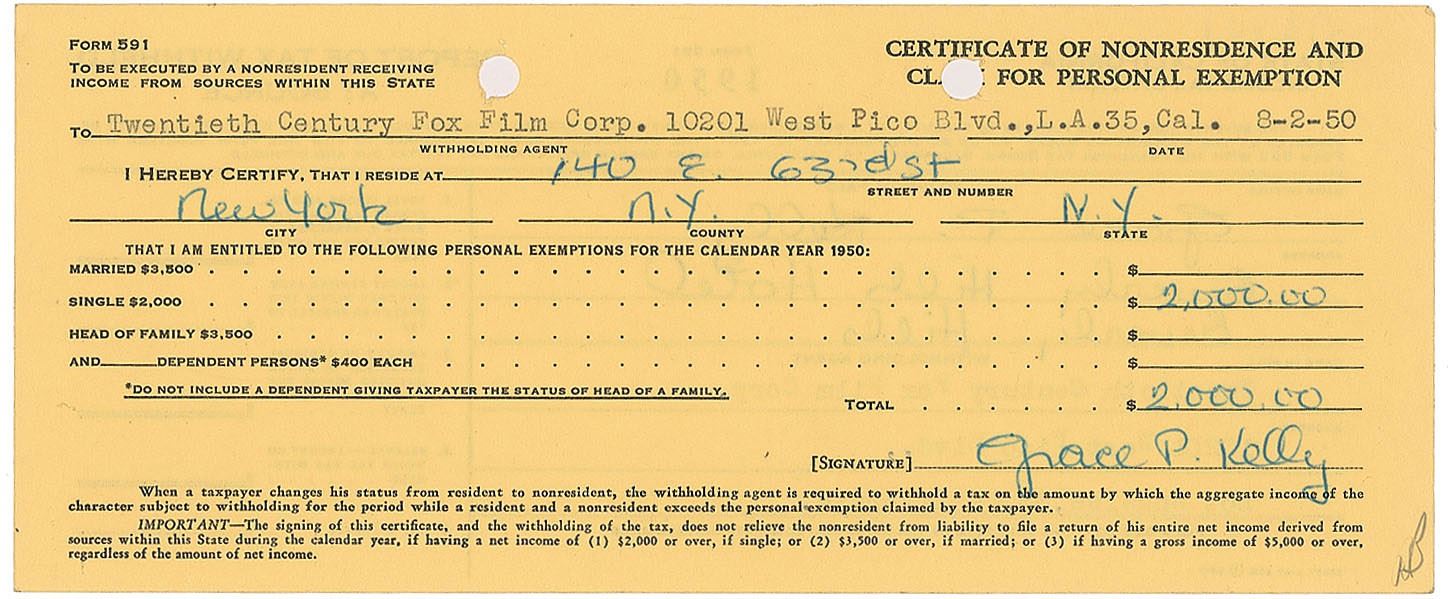 FORM 591
TO BE EXECUTED BY A NONRESIDENT RECEIVING
INCOME FROM SOURCES WITHIN THIS STATE
CERTIFICATE OF NONRESIDENCE AND
CL FOR PERSONAL EXEMPTION
TO Twentieth Century Fox Film Corp. 10201 West Pico Blvd.,L.A.35,Cal. 8-2-50
WITHHOLDING AGENT DATE
I HEREBY CERTIFY, THAT I RESIDE AT 140 E. 63rd St
STREET AND NUMBER
New York N.Y. N.Y.
CITY COUNTY STATE
THAT I AM ENTITLED TO THE FOLLOWING PERSONAL EXEMPTIONS FOR THE CALENDAR YEAR 1950:
MARRIED $3,500 . . . . . . . . $
SINGLE $2,000 . . . . . . . . $ 2,000.00
HEAD OF FAMILY $3,500 . . . . . . . . $
AND DEPENDENT PERSONS* $400 EACH . . . . . . . . $
*DO NOT INCLUDE A DEPENDENT GIVING TAXPAYER THE STATUS OF HEAD OF A FAMILY.
TOTAL . . . . . . $ 2,000.00
[SIGNATURE] Grace P. Kelly
When a taxpayer changes his status from resident to nonresident, the withholding agent is required to withhold a tax on the amount by which the aggregate income of the
character subject to withholding for the period while a resident and a nonresident exceeds the personal exemption claimed by the taxpayer.
IMPORTANT—The signing of this certificate, and the withholding of the tax, does not relieve the nonresident from liability to file a return of his entire net income derived from
sources within this State during the calendar year, if having a net income of (1) $2,000 or over, if single; or (2) $3,500 or over, if married; or (3) if having a gross income of $5,000 or over,
regardless of the amount of net income.